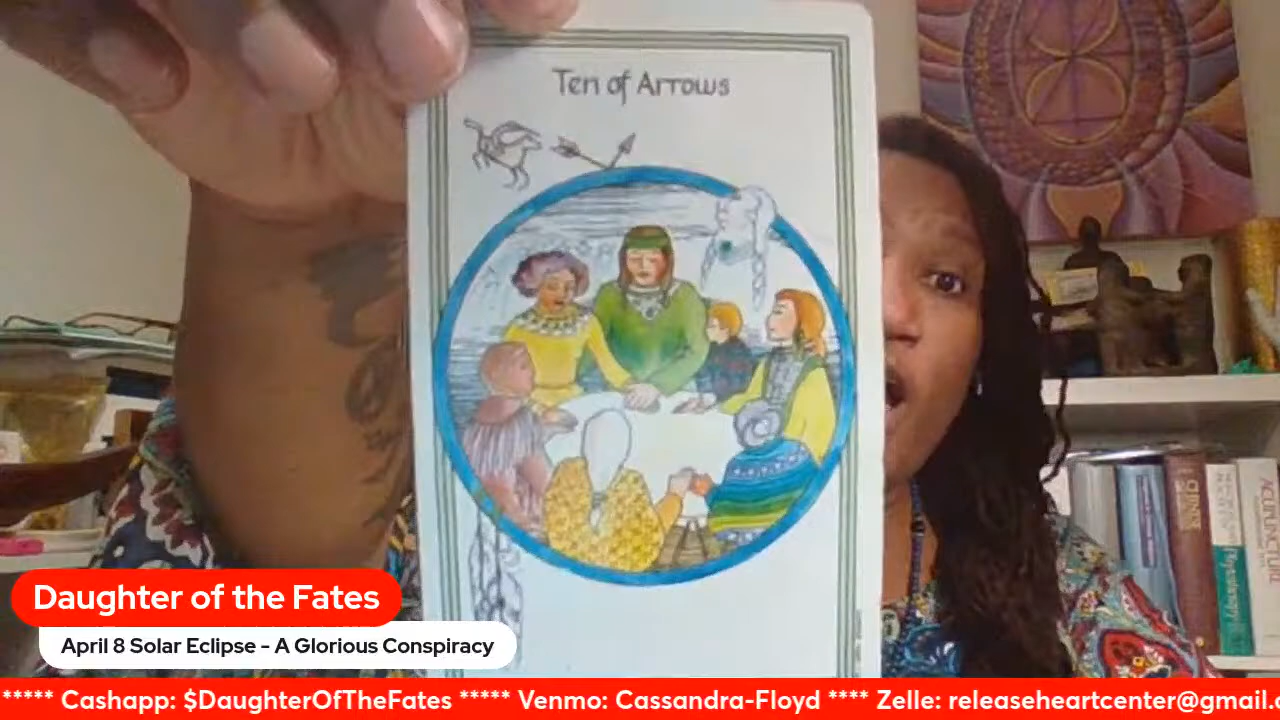 Ten of Arrows
CHINESE
ACUPUNCTURE
Daughter of the Fates
April 8 Solar Eclipse - A Glorious Conspiracy
***** Cashapp: $DaughterOfTheFates ***** Venmo: Cassandra-Floyd **** Zelle: releaseheartcenter@gmail.c